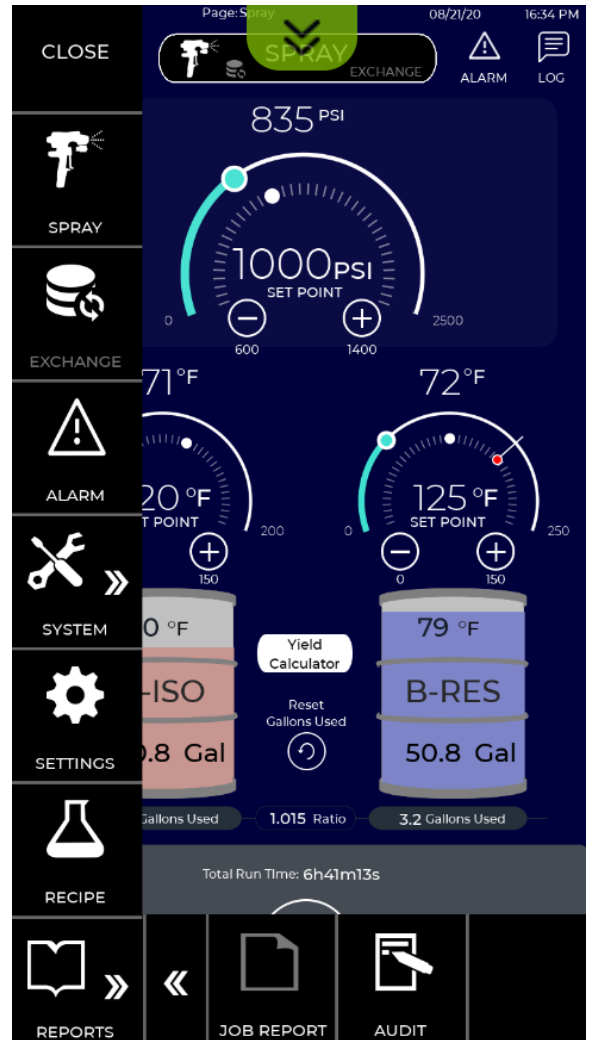 Page: Spray
08/21/20
16:34 PM
CLOSE
SPRAY
EXCHANGE
ALARM
LOG
835 PSI
1000 PSI
SET POINT
0
2500
600
1400
SPRAY
EXCHANGE
71°F
72°F
20 °F
T POINT
200
150
125 °F
SET POINT
0
250
0
150
ALARM
SYSTEM
0 °F
-ISO
.8 Gal
Yield
Calculator
Reset
Gallons Used
79 °F
B-RES
50.8 Gal
SETTINGS
Gallons Used
1.015 Ratio
3.2 Gallons Used
Total Run TIme: 6h41m13s
RECIPE
REPORTS
JOB REPORT
AUDIT